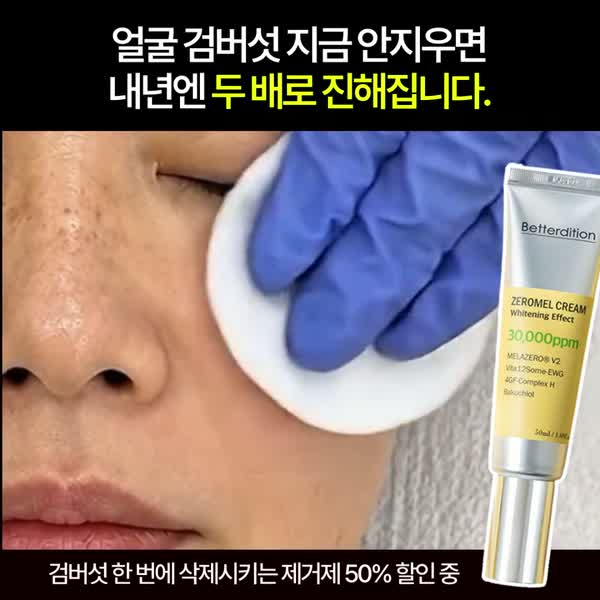 얼굴 검버섯 지금 안지우면
내년엔 두 배로 진해집니다.
Betterdition
ZEROMEL CREAM
Whitening Effect
30,000ppm
MELAZERO® V2
Vita12Some-EWG
4GF-Complex H
Bakuchiol
검버섯 한 번에 삭제시키는 제거제 50% 할인 중